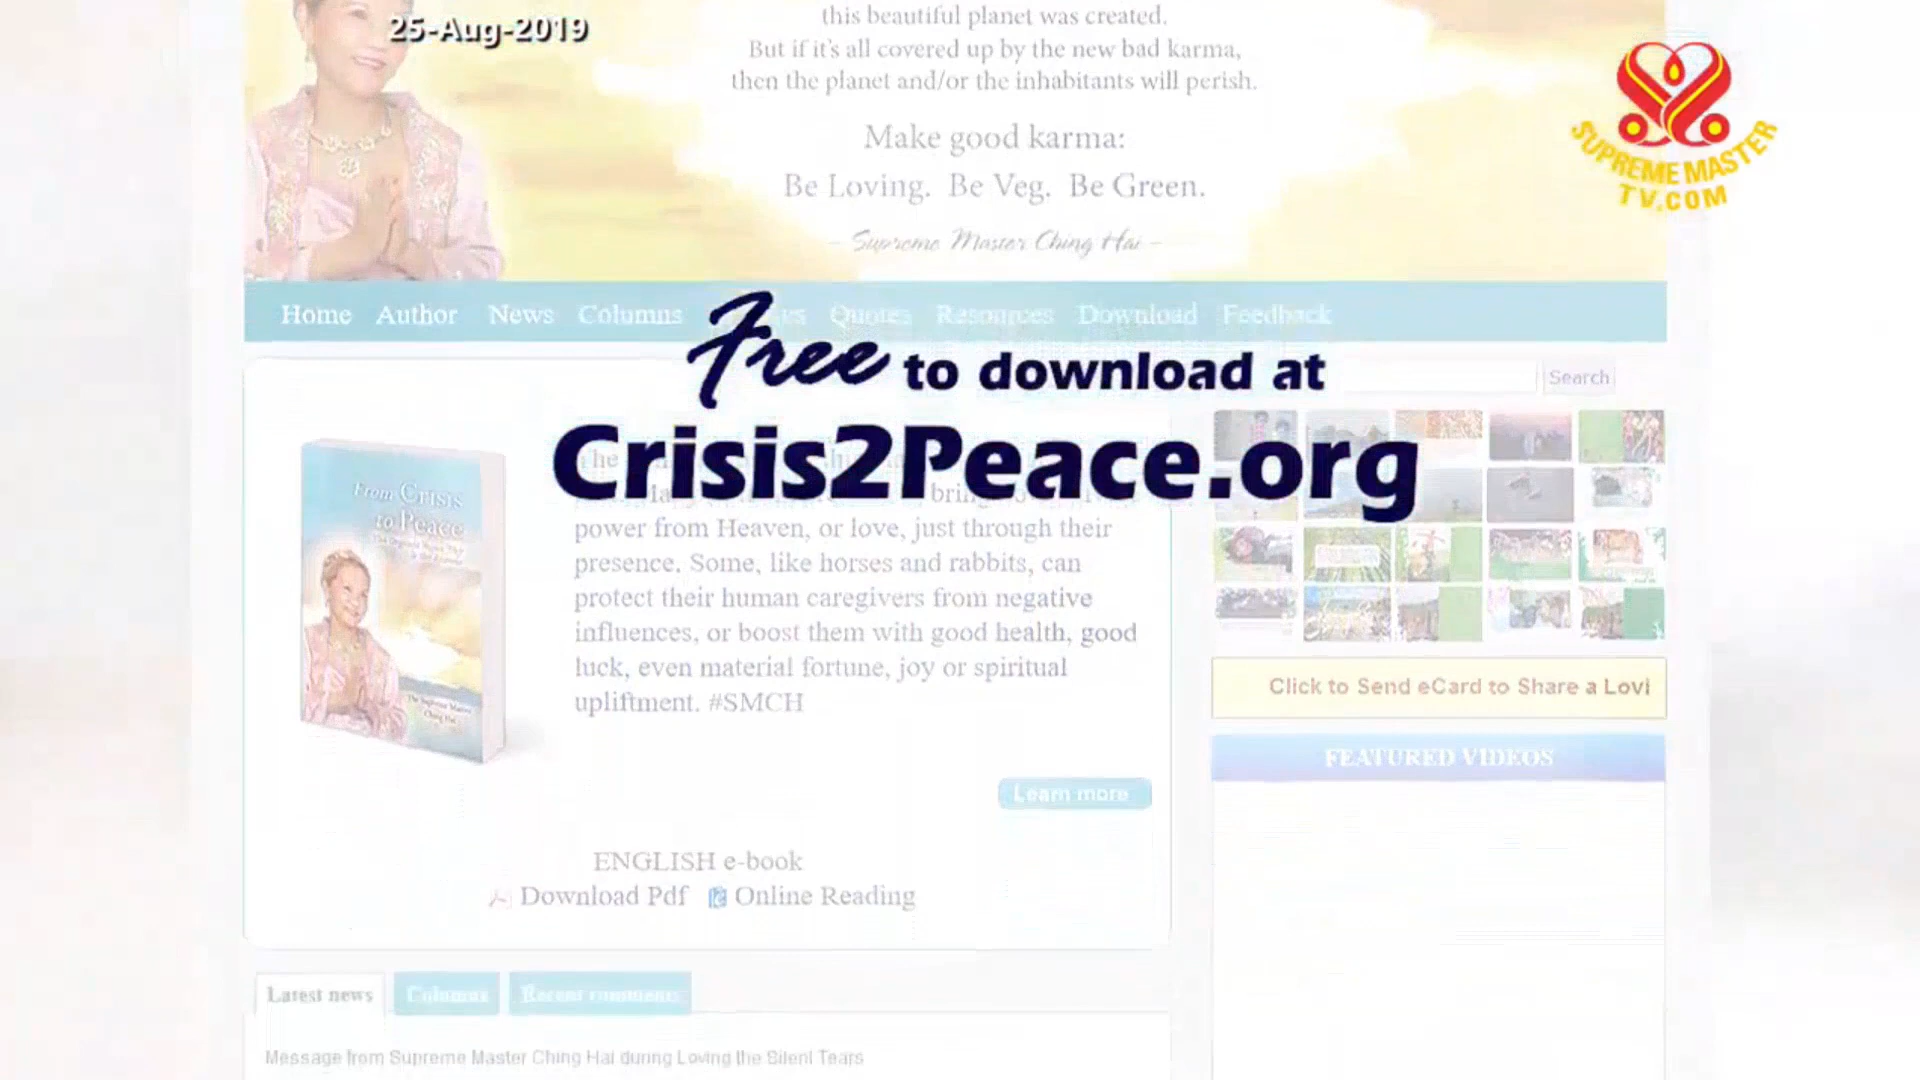 25-Aug-2019
this beautiful planet was created.
But if it's all covered up by the new bad karma,
then the planet and/or the inhabitants will perish.
Make good karma:
Be Loving. Be Veg. Be Green.
– Supreme Master Ching Hai –
SUPREME MASTER
TV.COM
Home Author News Columns Quotes Resources Download Feedback
Free to download at
Crisis2Peace.org
Search
From Crisis
to Peace
The Supreme Master
Ching Hai
power from Heaven, or love, just through their
presence. Some, like horses and rabbits, can
protect their human caregivers from negative
influences, or boost them with good health, good
luck, even material fortune, joy or spiritual
upliftment. #SMCH
Learn more
ENGLISH e-book
Download Pdf Online Reading
Click to Send eCard to Share a Lovi
FEATURED VIDEOS
Latest news Columns Recent comments
Message from Supreme Master Ching Hai during Loving the Silent Tears